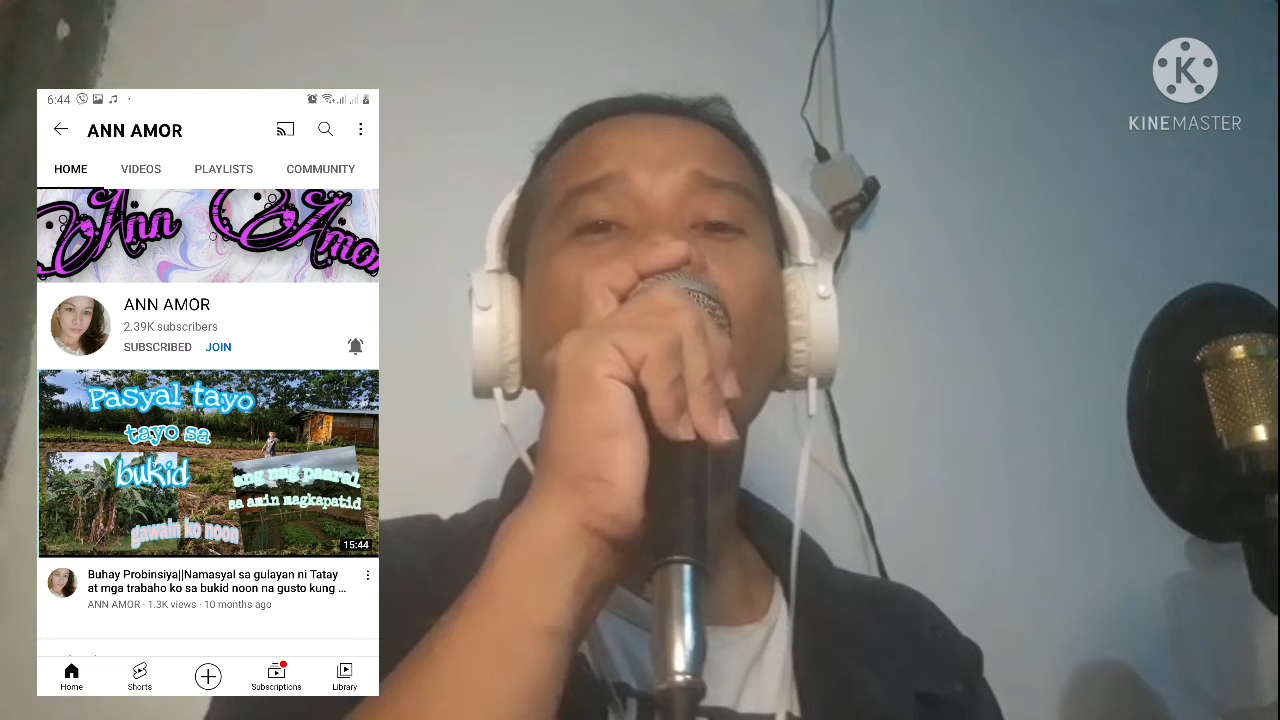 6:44
ANN AMOR
HOME VIDEOS PLAYLISTS COMMUNITY
Ann Amor
ANN AMOR
2.39K subscribers
SUBSCRIBED JOIN
Pasyal tayo
tayo sa
bukid
ang nag paaral
sa amin magkapatid
gawain ko noon
15:44
Buhay Probinsiya||Namasyal sa gulayan ni Tatay
at mga trabaho ko sa bukid noon na gusto kung ...
ANN AMOR · 1.3K views · 10 months ago
Home Shorts Subscriptions Library
K
KINEMASTER